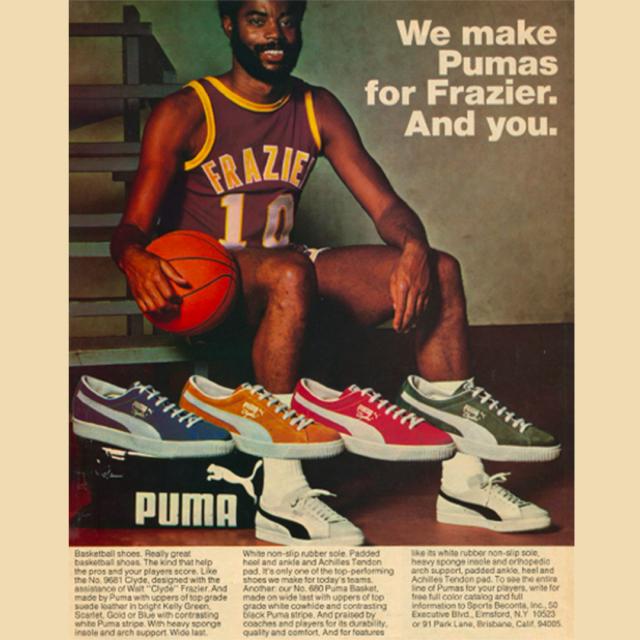 We make
Pumas
for Frazier.
And you.
FRAZIE
10
PUMA
Basketball shoes. Really great
basketball shoes. The kind that help
the pros and your players score. Like
the No. 9681 Clyde, designed with the
assistance of Walt "Clyde" Frazier. And
made by Puma with uppers of top-grade
suede leather in bright Kelly Green,
Scarlet, Gold or Blue with contrasting
white Puma stripe. With heavy sponge
insole and arch support. Wide last.
White non-slip rubber sole. Padded
heel and ankle and Achilles Tendon
pad. It's only one of the top-performing
shoes we make for today's teams.
Another: our No. 680 Puma Basket,
made on wide last with uppers of top
grade white cowhide and contrasting
black Puma stripe. And praised by
coaches and players for its durability,
quality and comfort. And for features
like its white rubber non-slip sole,
heavy sponge insole and orthopedic
arch support, padded ankle, heel and
Achilles Tendon pad. To see the entire
line of Pumas for your players, write for
free full color catalog and full
information to Sports Beconta, Inc., 50
Executive Blvd., Elmsford, N.Y. 10523
or 91 Park Lane, Brisbane, Calif. 94005.